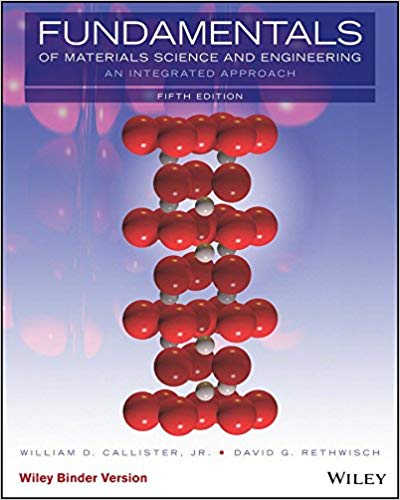 FUNDAMENTALS
OF MATERIALS SCIENCE AND ENGINEERING
AN INTEGRATED APPROACH
FIFTH EDITION
WILLIAM D. CALLISTER, JR. • DAVID G. RETHWISCH
Wiley Binder Version
WILEY